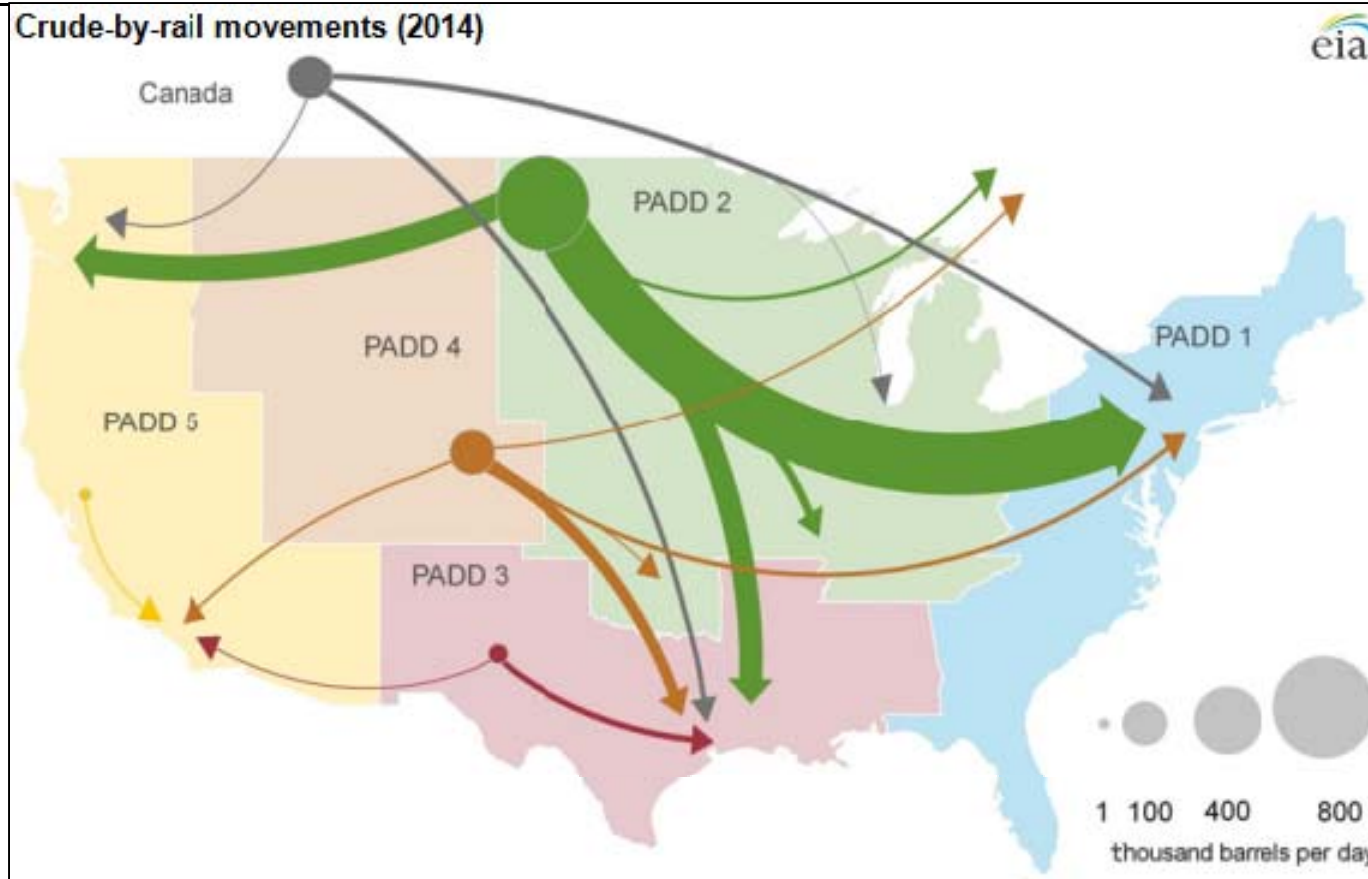 Crude-by-rail movements (2014)
eia
Canada
PADD 2
PADD 1
PADD 4
PADD 5
PADD 3
1 100 400 800
thousand barrels per day